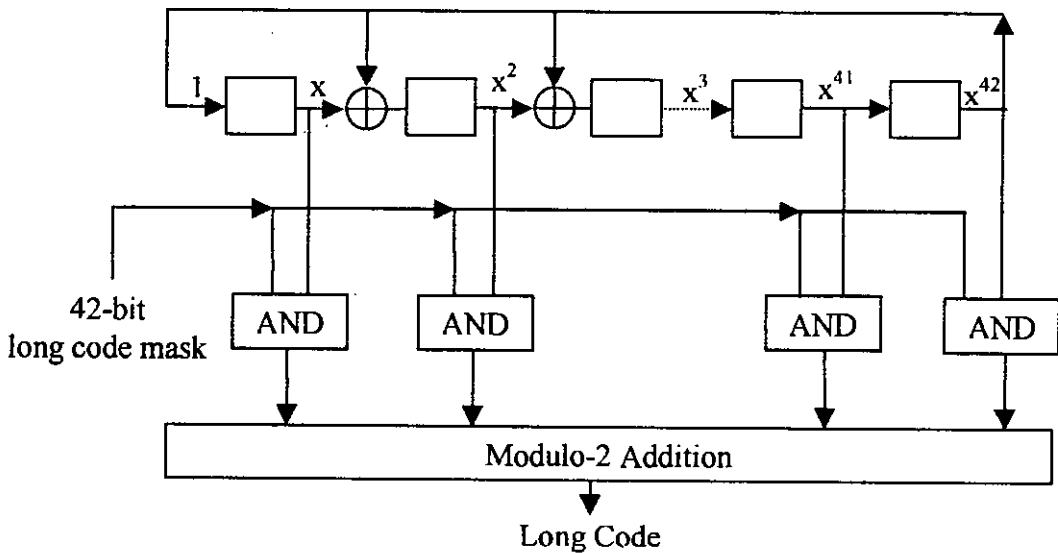 1 x x² x³ x⁴¹ x⁴²
42-bit
long code mask
AND AND AND AND
Modulo-2 Addition
Long Code